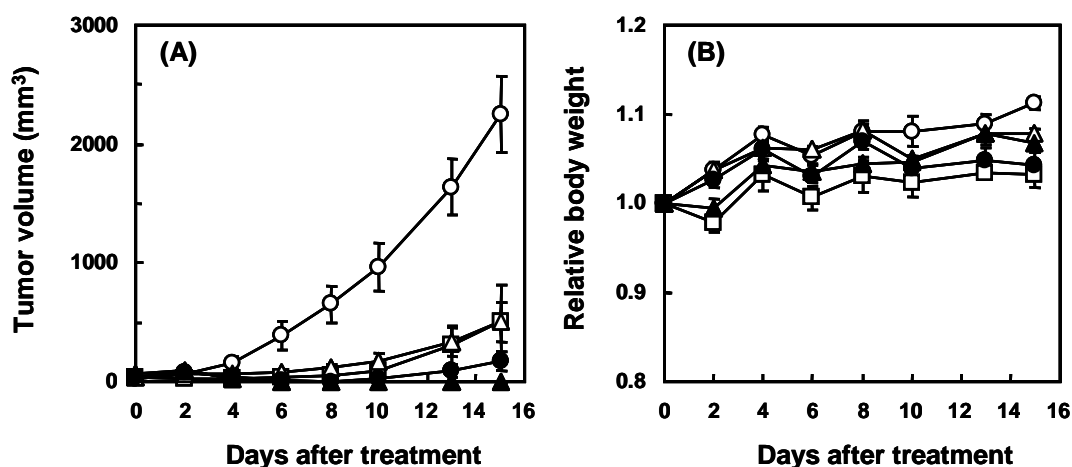 (A)
Tumor volume (mm³)
3000
2000
1000
0
0 2 4 6 8 10 12 14 16
Days after treatment
(B)
Relative body weight
1.2
1.1
1.0
0.9
0.8
0 2 4 6 8 10 12 14 16
Days after treatment